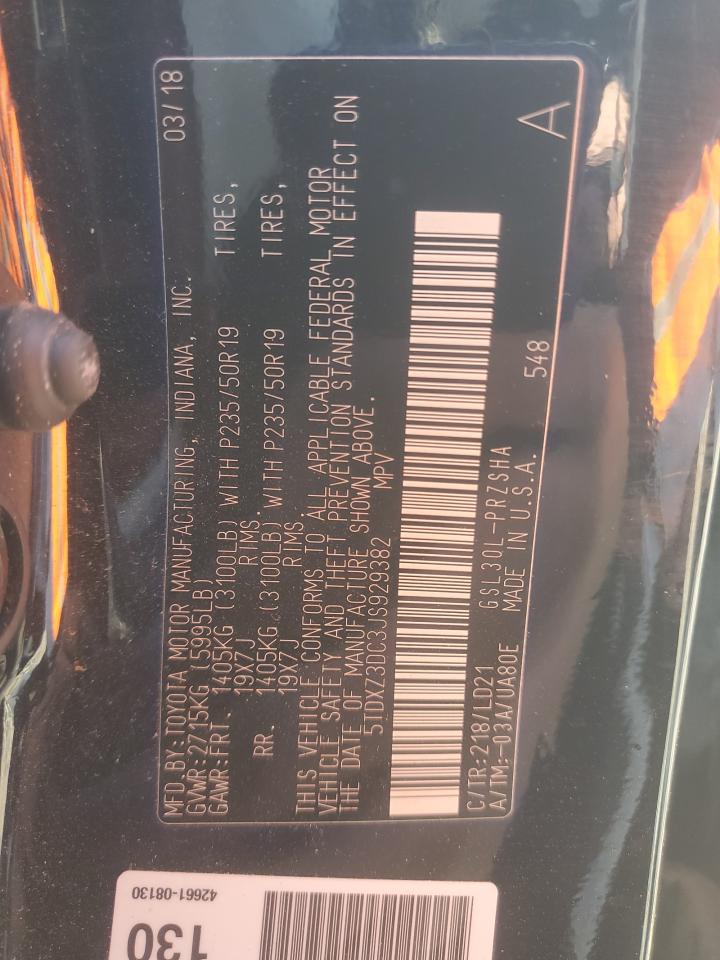 MFD.BY:TOYOTA MOTOR MANUFACTURING, INDIANA, INC. 03/18
GVWR:2715KG (5995LB)
GAWR:FRT. 1405KG (3100LB) WITH P235/50R19 TIRES,
19X7J RIMS.
RR. 1405KG (3100LB) WITH P235/50R19 TIRES,
19X7J RIMS
THIS VEHICLE CONFORMS TO ALL APPLICABLE FEDERAL MOTOR
VEHICLE SAFETY AND THEFT PREVENTION STANDARDS IN EFFECT ON
THE DATE OF MANUFACTURE SHOWN ABOVE.
5TDXZ3DC3JS929382 MPV
C/TR:218/LD21 GSL30L-PRZSHA
A/TM:-03A/UA80E MADE IN U.S.A. 548
A
42661-08130
130